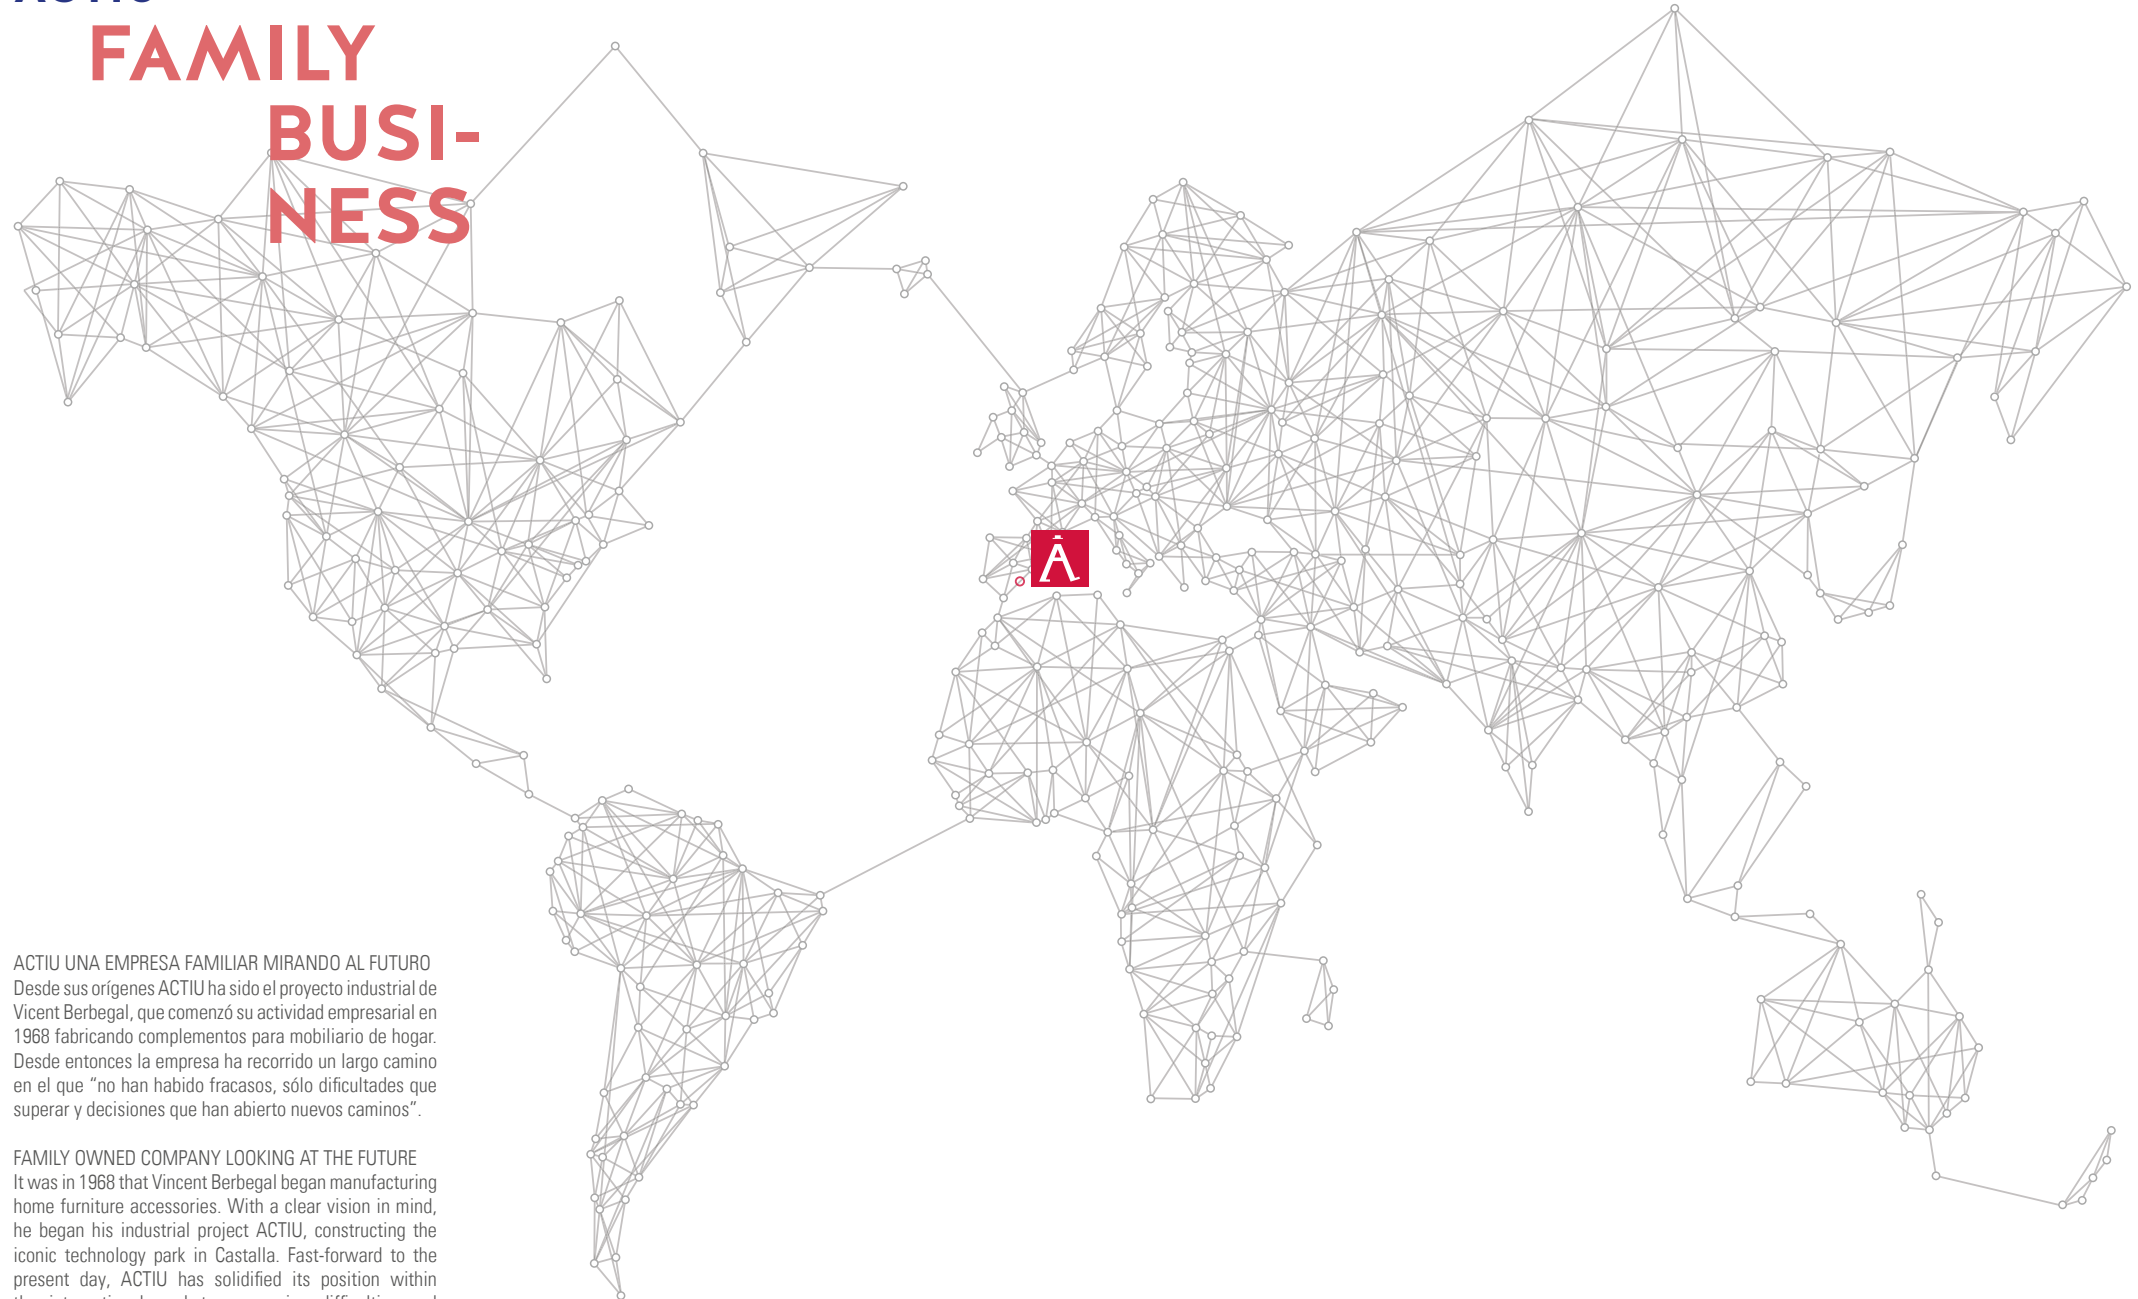 FAMILY
BUSI-
NESS
ACTIU UNA EMPRESA FAMILIAR MIRANDO AL FUTURO
Desde sus orígenes ACTIU ha sido el proyecto industrial de
Vicent Berbegal, que comenzó su actividad empresarial en
1968 fabricando complementos para mobiliario de hogar.
Desde entonces la empresa ha recorrido un largo camino
en el que “no han habido fracasos, sólo dificultades que
superar y decisiones que han abierto nuevos caminos”.
FAMILY OWNED COMPANY LOOKING AT THE FUTURE
It was in 1968 that Vincent Berbegal began manufacturing
home furniture accessories. With a clear vision in mind,
he began his industrial project ACTIU, constructing the
iconic technology park in Castalla. Fast-forward to the
present day, ACTIU has solidified its position within